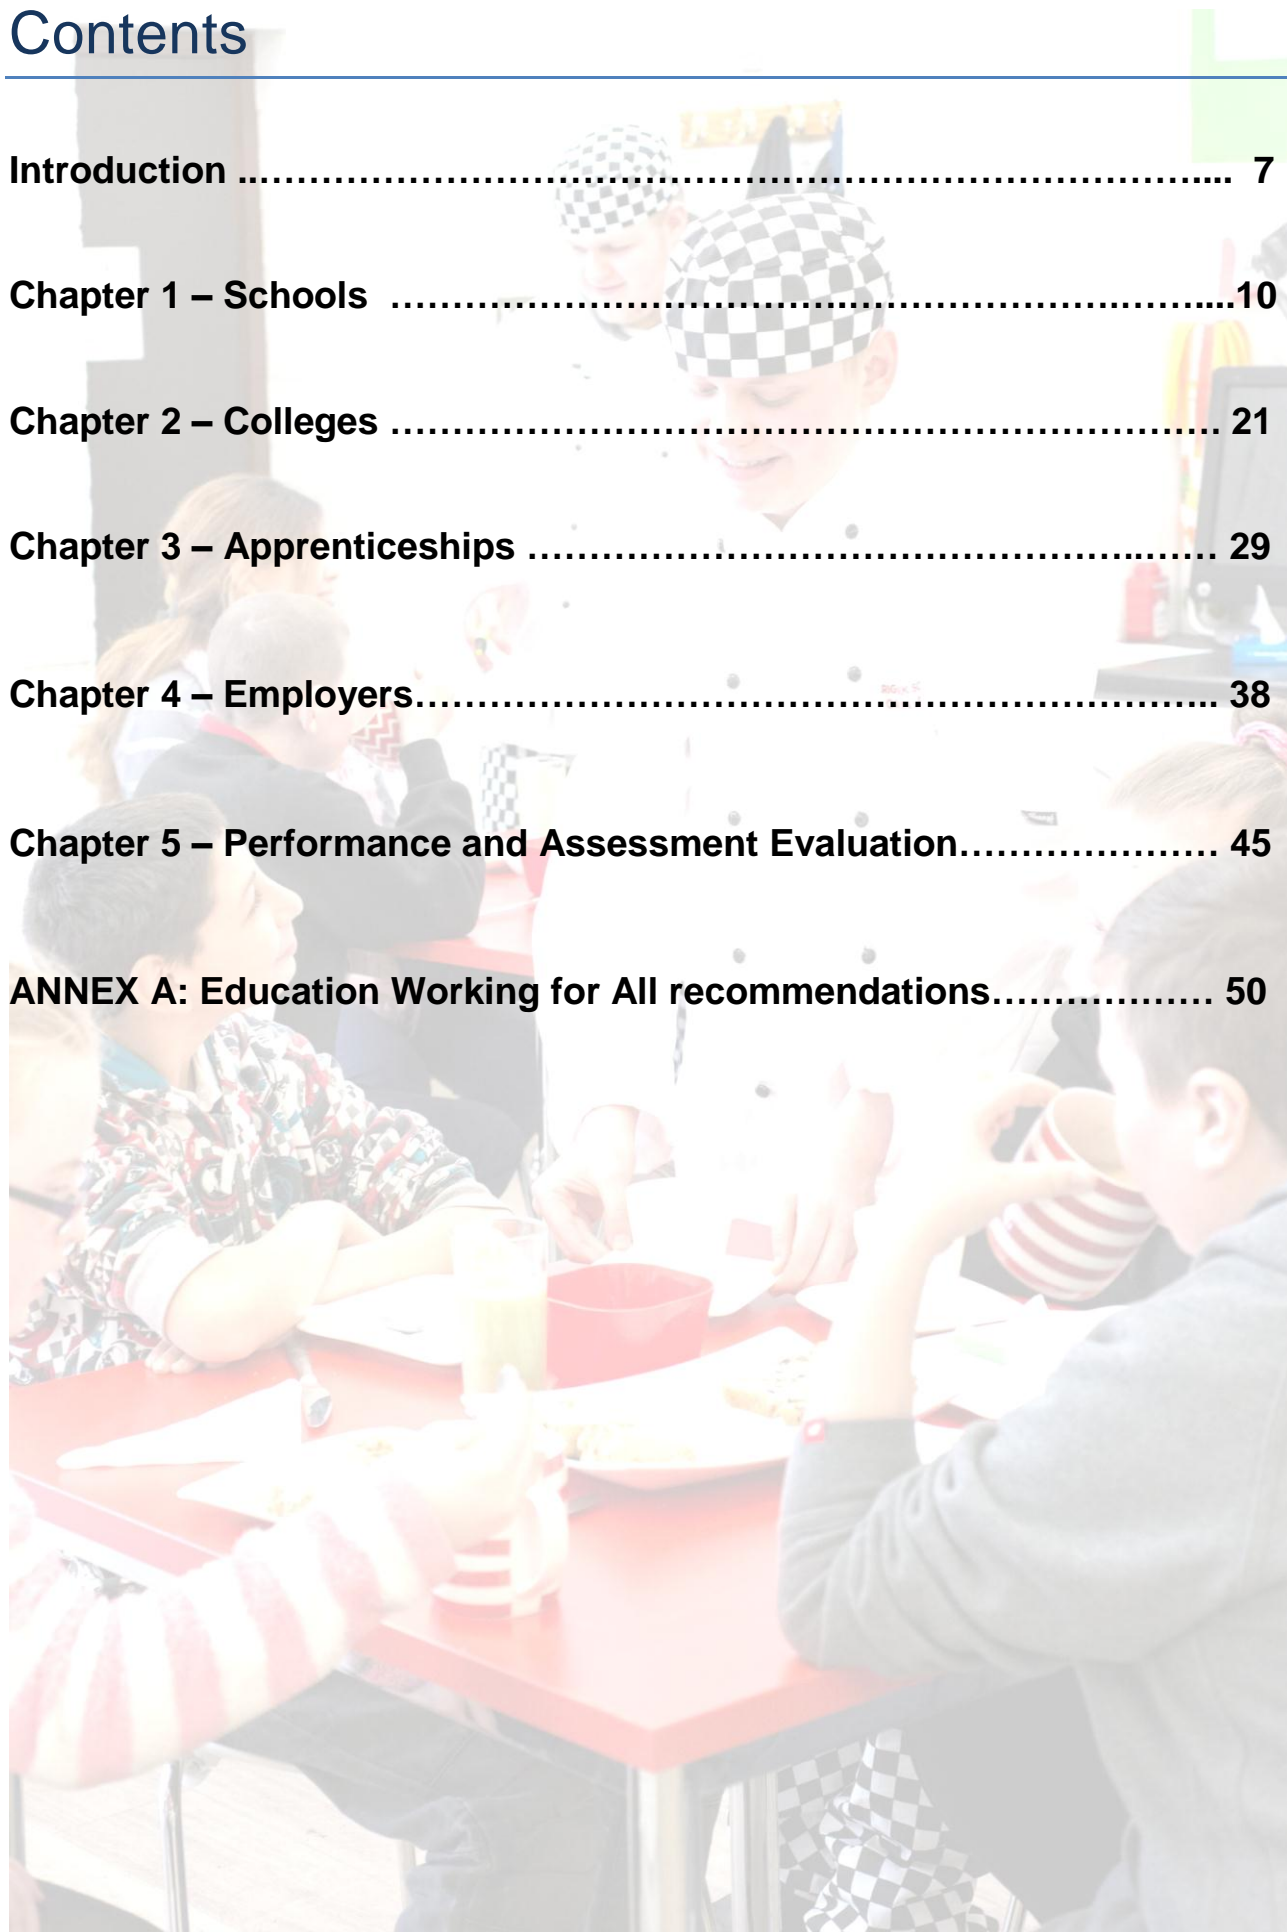 Contents
Introduction ..………………………………………………………………………….... 7
Chapter 1 – Schools ……………………………………….…………………….……....10
Chapter 2 – Colleges ……………………………………………………………………. 21
Chapter 3 – Apprenticeships ………………………………………………..…… 29
Chapter 4 – Employers………………………………………………………………... 38
Chapter 5 – Performance and Assessment Evaluation………………… 45
ANNEX A: Education Working for All recommendations……………… 50